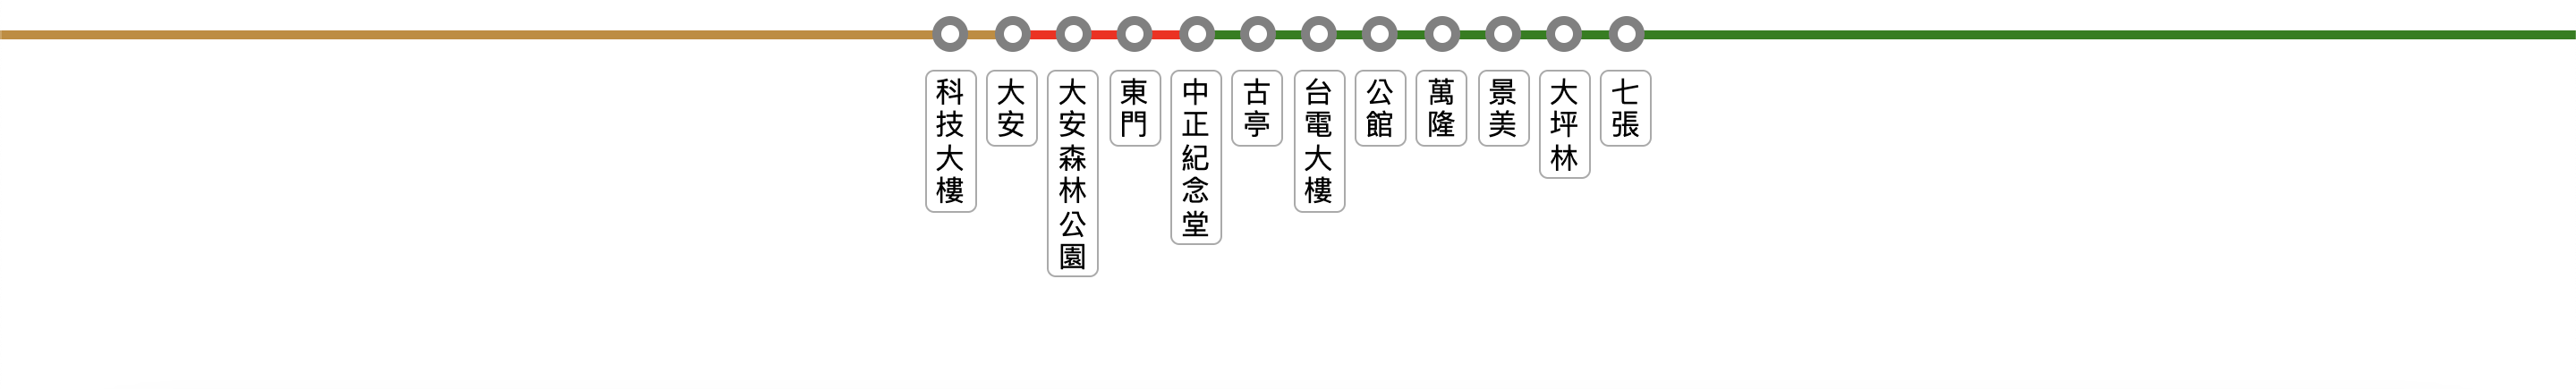 科技大樓
大安
大安森林公園
東門
中正紀念堂
古亭
台電大樓
公館
萬隆
景美
大坪林
七張